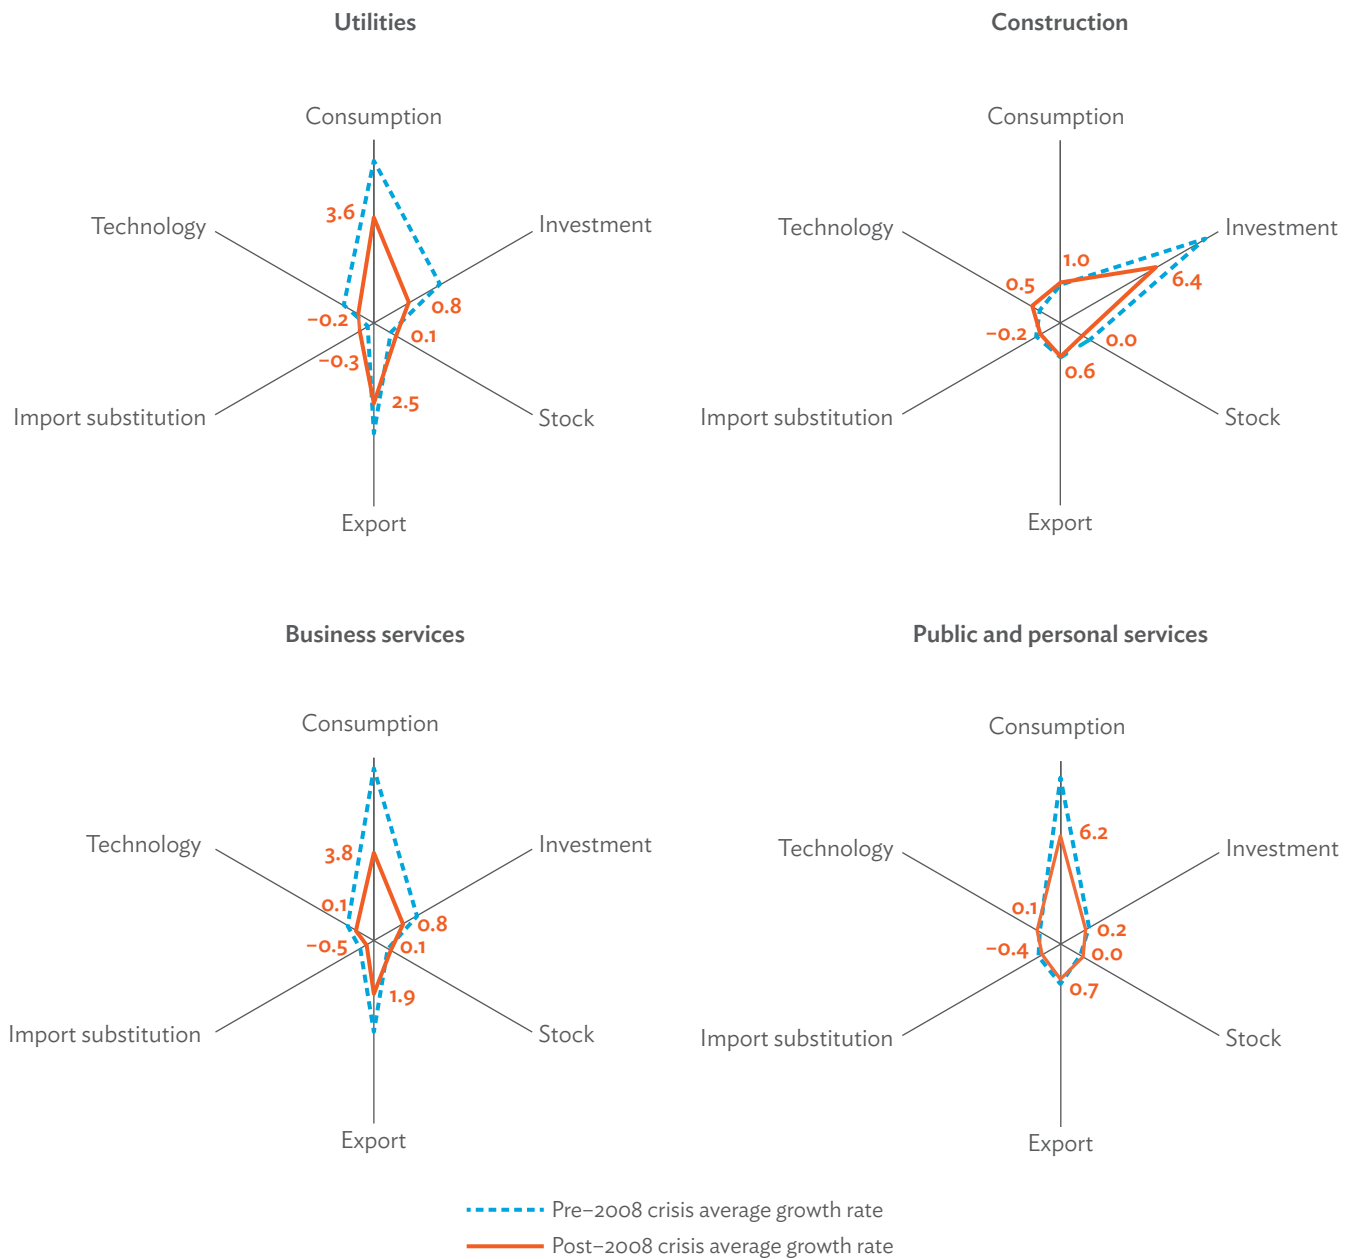 Utilities
Consumption
Technology
Investment
3.6
0.8
−0.2
0.1
−0.3
2.5
Import substitution
Stock
Export
Construction
Consumption
Technology
Investment
1.0
6.4
0.5
−0.2
0.0
0.6
Import substitution
Stock
Export
Business services
Consumption
Technology
Investment
3.8
0.1
0.8
−0.5
0.1
1.9
Import substitution
Stock
Export
Public and personal services
Consumption
Technology
Investment
6.2
0.1
0.2
−0.4
0.0
0.7
Import substitution
Stock
Export
Pre–2008 crisis average growth rate
Post–2008 crisis average growth rate